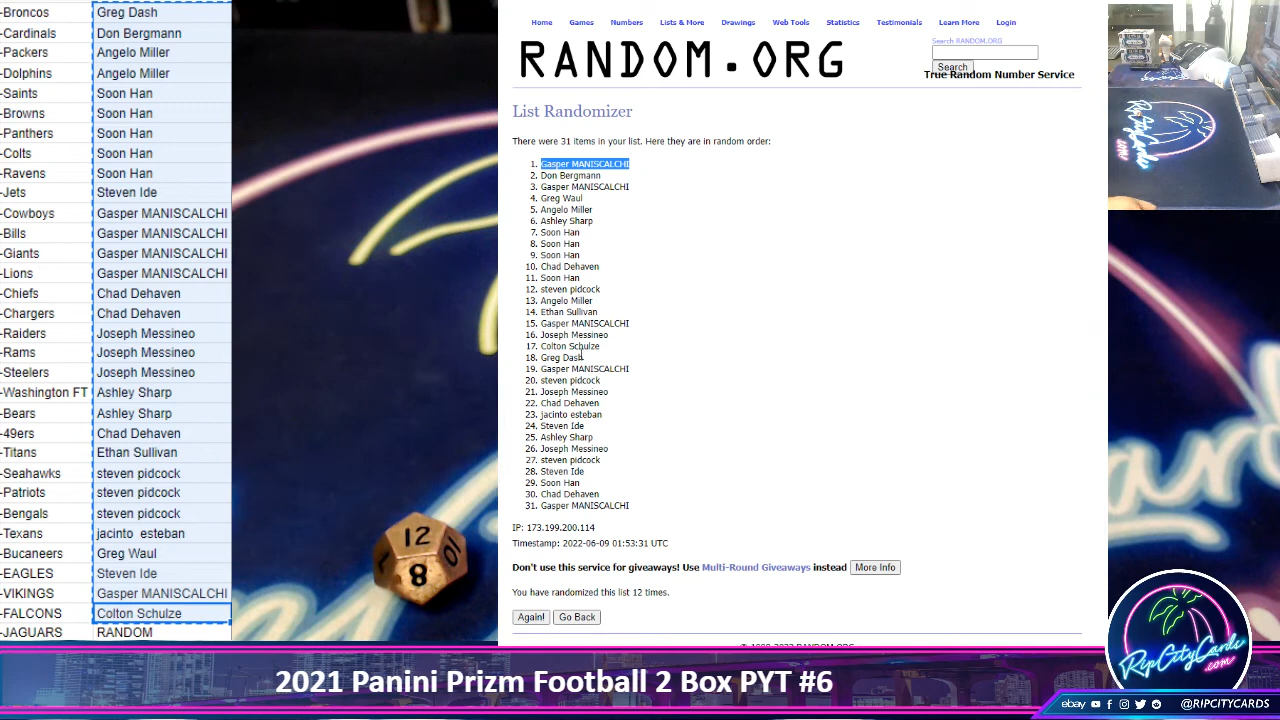 -Broncos Greg Dash
-Cardinals Don Bergmann
-Packers Angelo Miller
-Dolphins Angelo Miller
-Saints Soon Han
-Browns Soon Han
-Panthers Soon Han
-Colts Soon Han
-Ravens Soon Han
-Jets Steven Ide
-Cowboys Gasper MANISCALCHI
-Bills Gasper MANISCALCHI
-Giants Gasper MANISCALCHI
-Lions Gasper MANISCALCHI
-Chiefs Chad Dehaven
-Chargers Chad Dehaven
-Raiders Joseph Messineo
-Rams Joseph Messineo
-Steelers Joseph Messineo
-Washington FT Ashley Sharp
-Bears Ashley Sharp
-49ers Chad Dehaven
-Titans Ethan Sullivan
-Seahawks steven pidcock
-Patriots steven pidcock
-Bengals steven pidcock
-Texans jacinto esteban
-Bucaneers Greg Waul
-EAGLES Steven Ide
-VIKINGS Gasper MANISCALCHI
-FALCONS Colton Schulze
-JAGUARS RANDOM
12
8
10
Home Games Numbers Lists & More Drawings Web Tools Statistics Testimonials Learn More Login
RANDOM.ORG
Search RANDOM.ORG
Search
True Random Number Service
List Randomizer
There were 31 items in your list. Here they are in random order:
1. Gasper MANISCALCHI
2. Don Bergmann
3. Gasper MANISCALCHI
4. Greg Waul
5. Angelo Miller
6. Ashley Sharp
7. Soon Han
8. Soon Han
9. Soon Han
10. Chad Dehaven
11. Soon Han
12. steven pidcock
13. Angelo Miller
14. Ethan Sullivan
15. Gasper MANISCALCHI
16. Joseph Messineo
17. Colton Schulze
18. Greg Dash
19. Gasper MANISCALCHI
20. steven pidcock
21. Joseph Messineo
22. Chad Dehaven
23. jacinto esteban
24. Steven Ide
25. Ashley Sharp
26. Joseph Messineo
27. steven pidcock
28. Steven Ide
29. Soon Han
30. Chad Dehaven
31. Gasper MANISCALCHI
IP: 173.199.200.114
Timestamp: 2022-06-09 01:53:31 UTC
Don't use this service for giveaways! Use Multi-Round Giveaways instead More Info
You have randomized this list 12 times.
Again! Go Back
2021 Panini Prizm Football 2 Box PYT #6
RipCityCards
.com
ebay @RIPCITYCARDS